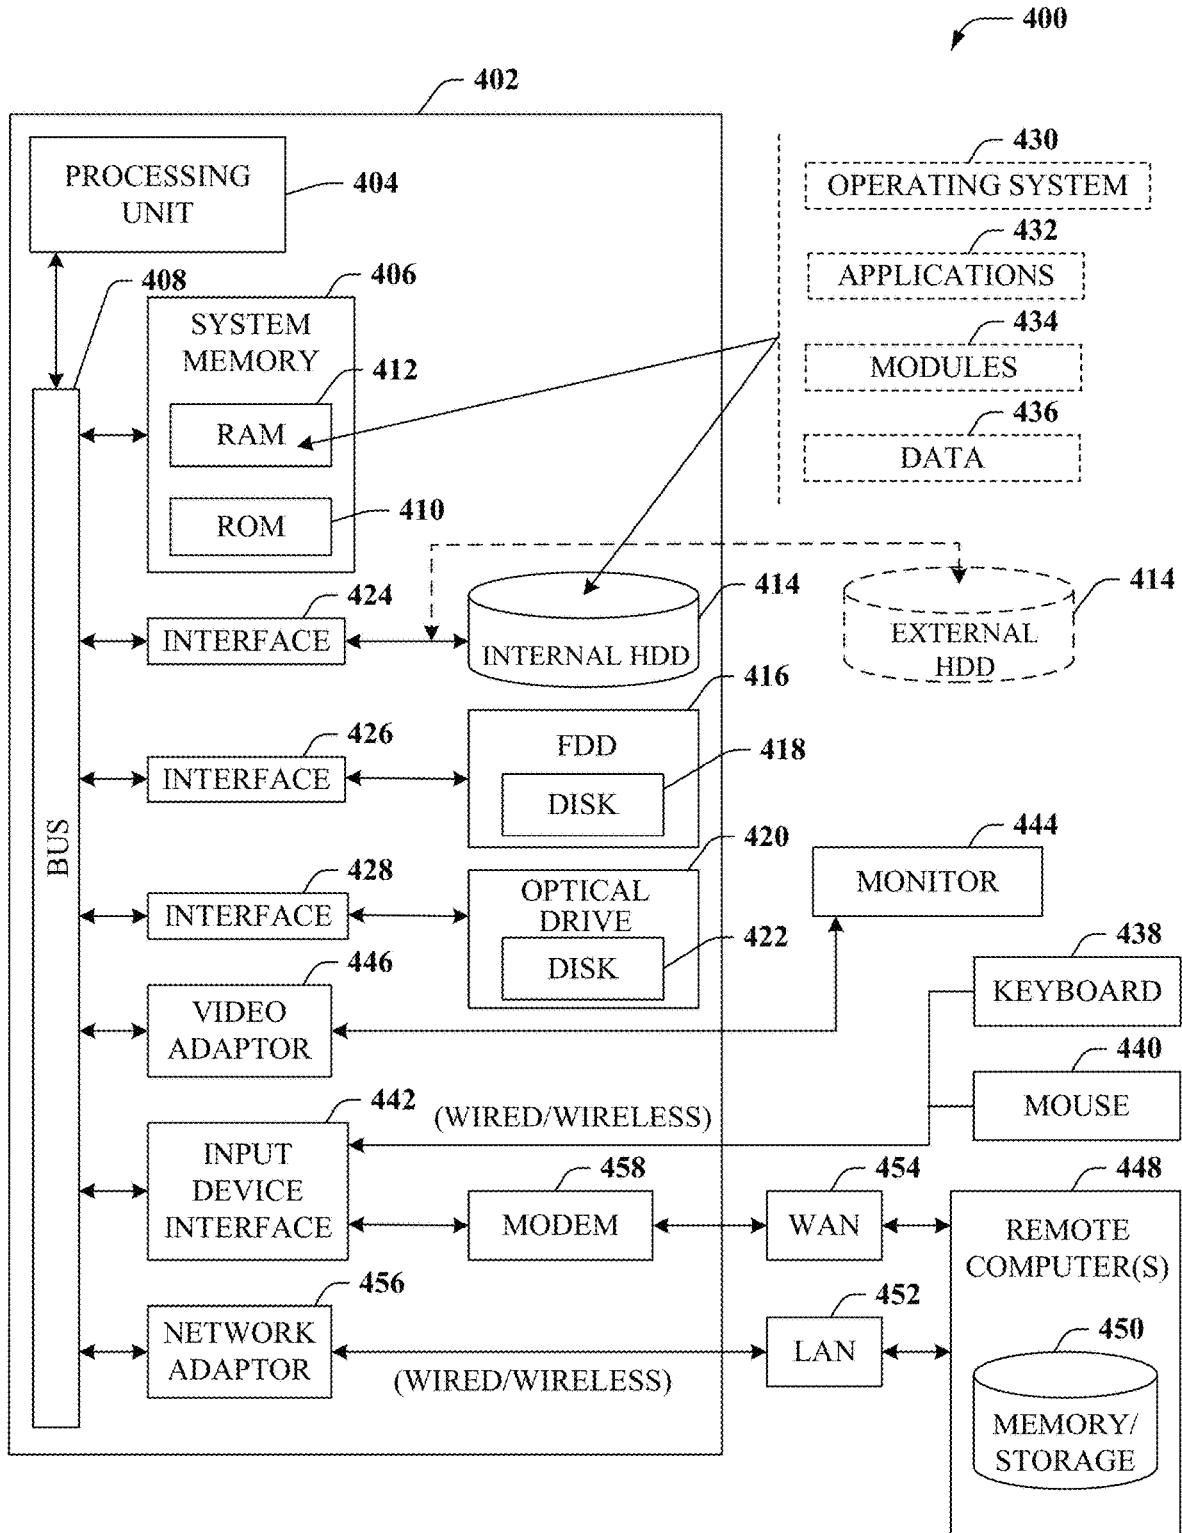 400
402
PROCESSING
UNIT
404
430
OPERATING SYSTEM
432
APPLICATIONS
434
MODULES
436
DATA
408
406
SYSTEM
MEMORY
412
RAM
410
ROM
BUS
424
INTERFACE
414
INTERNAL HDD
414
EXTERNAL
HDD
426
INTERFACE
416
FDD
418
DISK
428
INTERFACE
420
OPTICAL
DRIVE
422
DISK
444
MONITOR
446
VIDEO
ADAPTOR
438
KEYBOARD
440
MOUSE
442
INPUT
DEVICE
INTERFACE
(WIRED/WIRELESS)
458
MODEM
454
WAN
448
REMOTE
COMPUTER(S)
456
NETWORK
ADAPTOR
(WIRED/WIRELESS)
452
LAN
450
MEMORY/
STORAGE